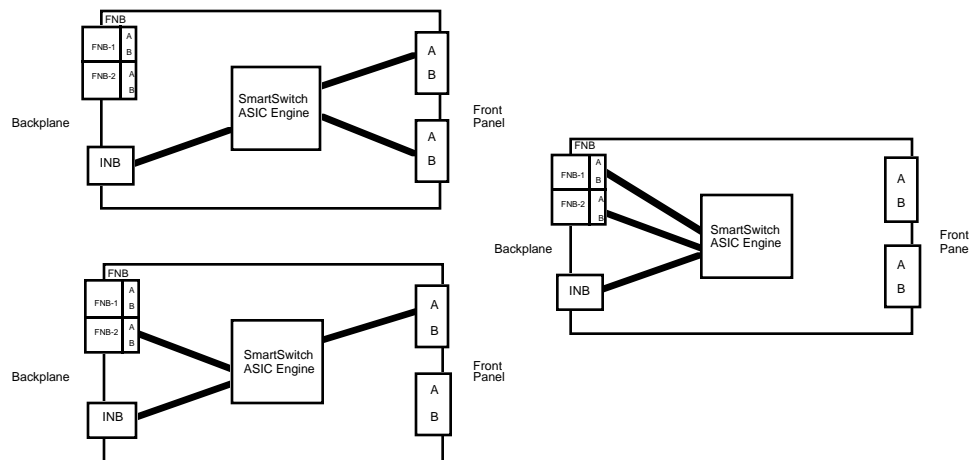 FNB
FNB-1
A
B
FNB-2
A
B
Backplane
INB
SmartSwitch
ASIC Engine
A
B
A
B
Front
Panel
FNB
FNB-1
A
B
FNB-2
A
B
Backplane
INB
SmartSwitch
ASIC Engine
A
B
A
B
Front
Panel
FNB
FNB-1
A
B
FNB-2
A
B
Backplane
INB
SmartSwitch
ASIC Engine
A
B
A
B
Front
Pane